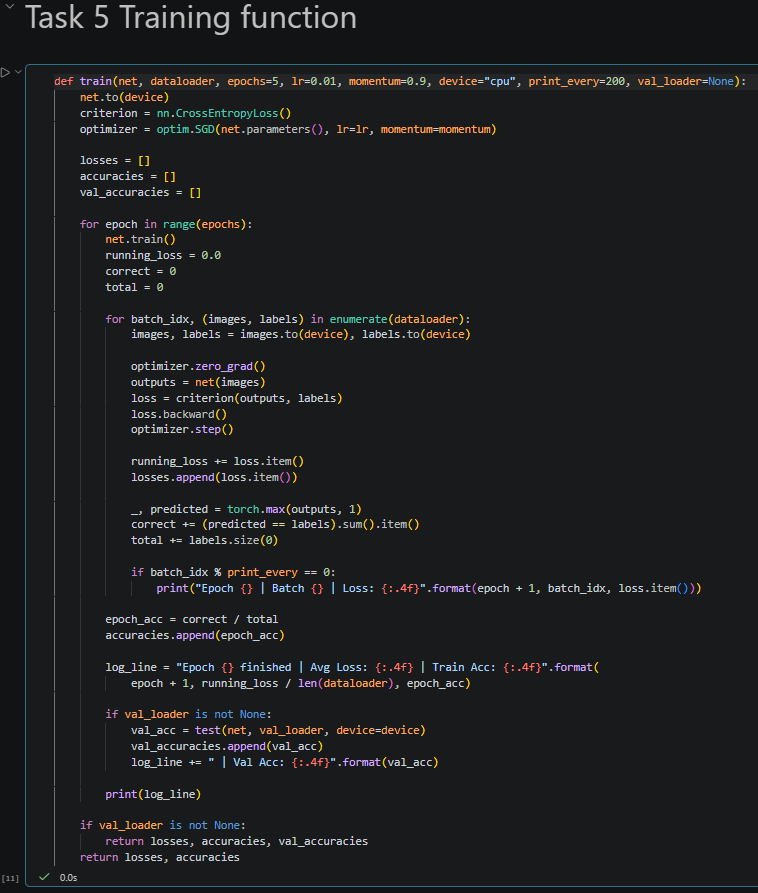 Task 5 Training function
def train(net, dataloader, epochs=5, lr=0.01, momentum=0.9, device="cpu", print_every=200, val_loader=None):
    net.to(device)
    criterion = nn.CrossEntropyLoss()
    optimizer = optim.SGD(net.parameters(), lr=lr, momentum=momentum)

    losses = []
    accuracies = []
    val_accuracies = []

    for epoch in range(epochs):
        net.train()
        running_loss = 0.0
        correct = 0
        total = 0

        for batch_idx, (images, labels) in enumerate(dataloader):
            images, labels = images.to(device), labels.to(device)

            optimizer.zero_grad()
            outputs = net(images)
            loss = criterion(outputs, labels)
            loss.backward()
            optimizer.step()

            running_loss += loss.item()
            losses.append(loss.item())

            _, predicted = torch.max(outputs, 1)
            correct += (predicted == labels).sum().item()
            total += labels.size(0)

            if batch_idx % print_every == 0:
                print("Epoch {} | Batch {} | Loss: {:.4f}".format(epoch + 1, batch_idx, loss.item()))

        epoch_acc = correct / total
        accuracies.append(epoch_acc)

        log_line = "Epoch {} finished | Avg Loss: {:.4f} | Train Acc: {:.4f}".format(
            epoch + 1, running_loss / len(dataloader), epoch_acc)

        if val_loader is not None:
            val_acc = test(net, val_loader, device=device)
            val_accuracies.append(val_acc)
            log_line += " | Val Acc: {:.4f}".format(val_acc)

        print(log_line)

    if val_loader is not None:
        return losses, accuracies, val_accuracies
    return losses, accuracies
[11] 0.0s